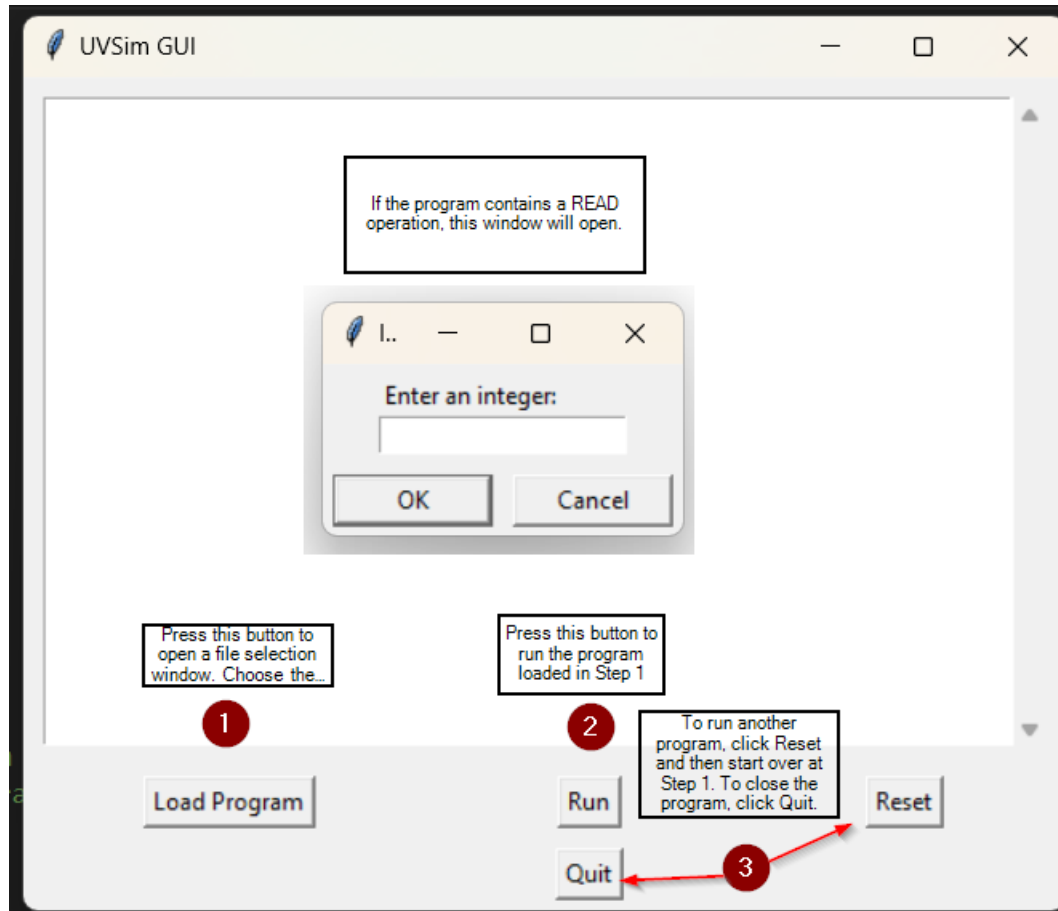 UVSim GUI
If the program contains a READ
operation, this window will open.
I..
Enter an integer:
OK
Cancel
Press this button to
open a file selection
window. Choose the...
Press this button to
run the program
loaded in Step 1
1
2
To run another
program, click Reset
and then start over at
Step 1. To close the
program, click Quit.
Load Program
Run
Reset
Quit
3